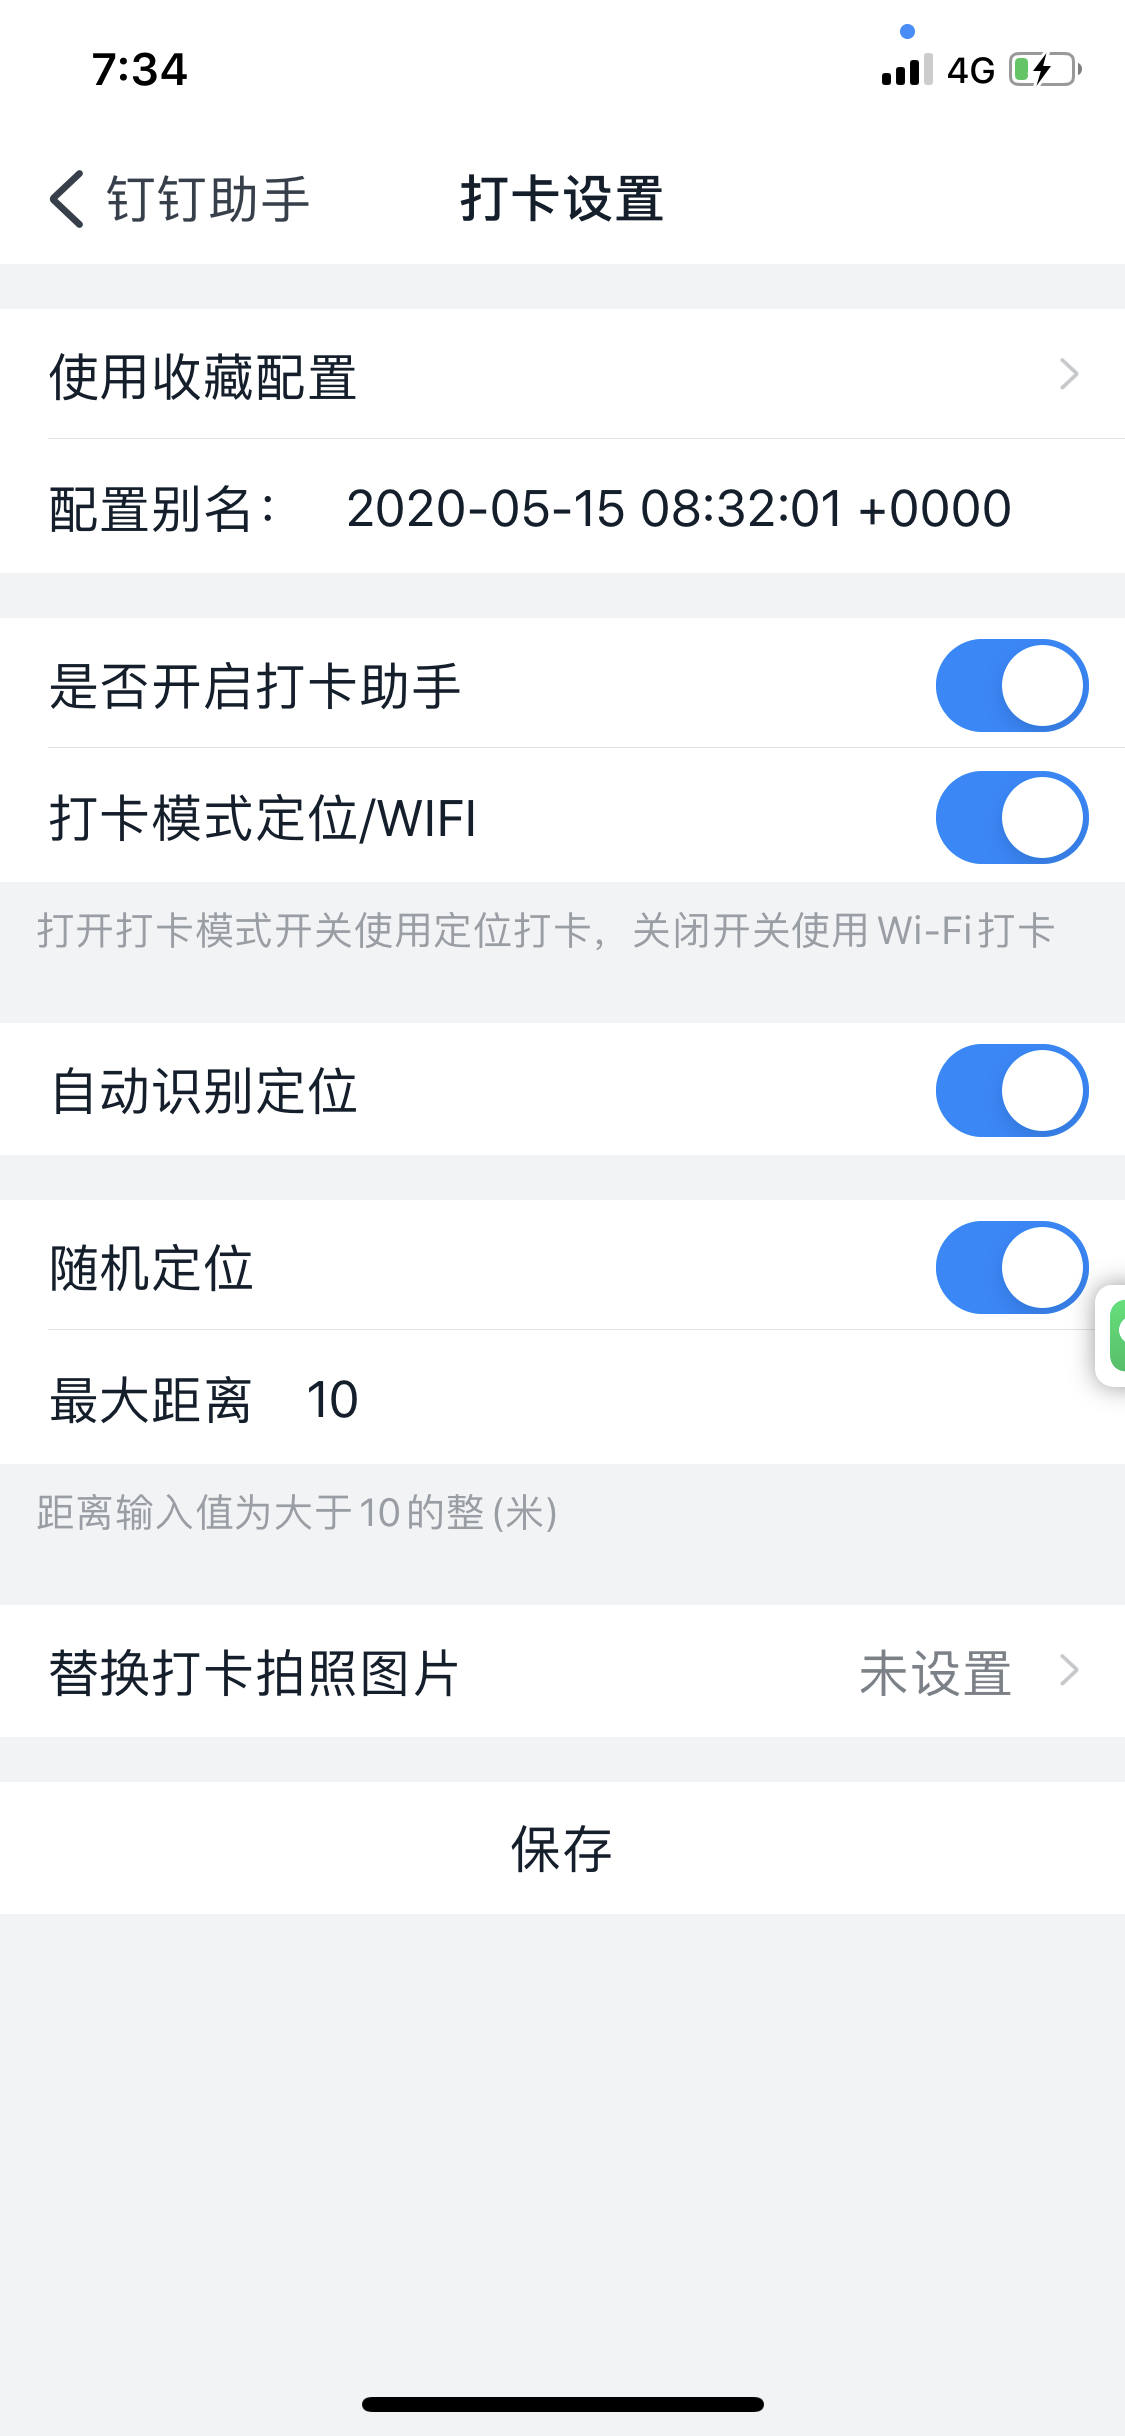 7:34
4G
钉钉助手
打卡设置
使用收藏配置
配置别名： 2020-05-15 08:32:01 +0000
是否开启打卡助手
打卡模式定位/WIFI
打开打卡模式开关使用定位打卡，关闭开关使用Wi-Fi打卡
自动识别定位
随机定位
最大距离 10
距离输入值为大于10的整(米)
替换打卡拍照图片 未设置
保存